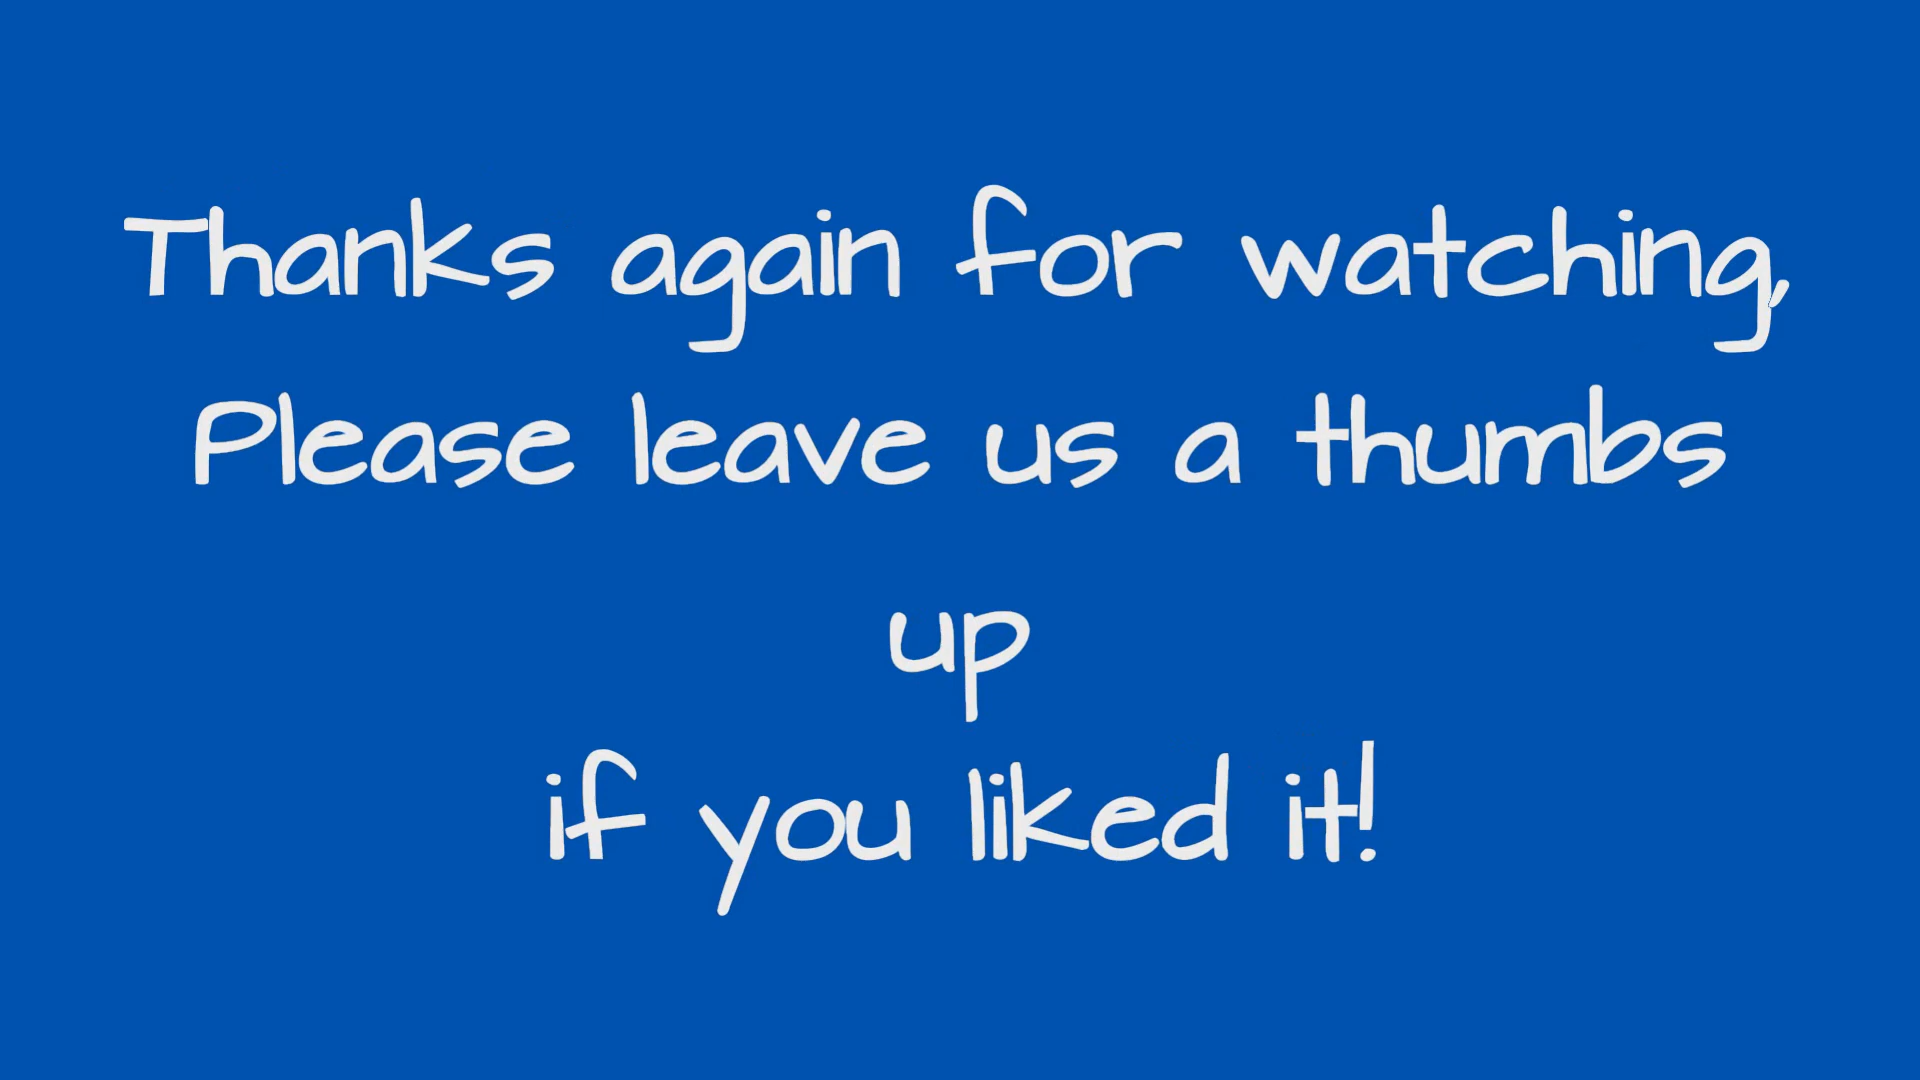 Thanks again for watching,
Please leave us a thumbs
up
if you liked it!